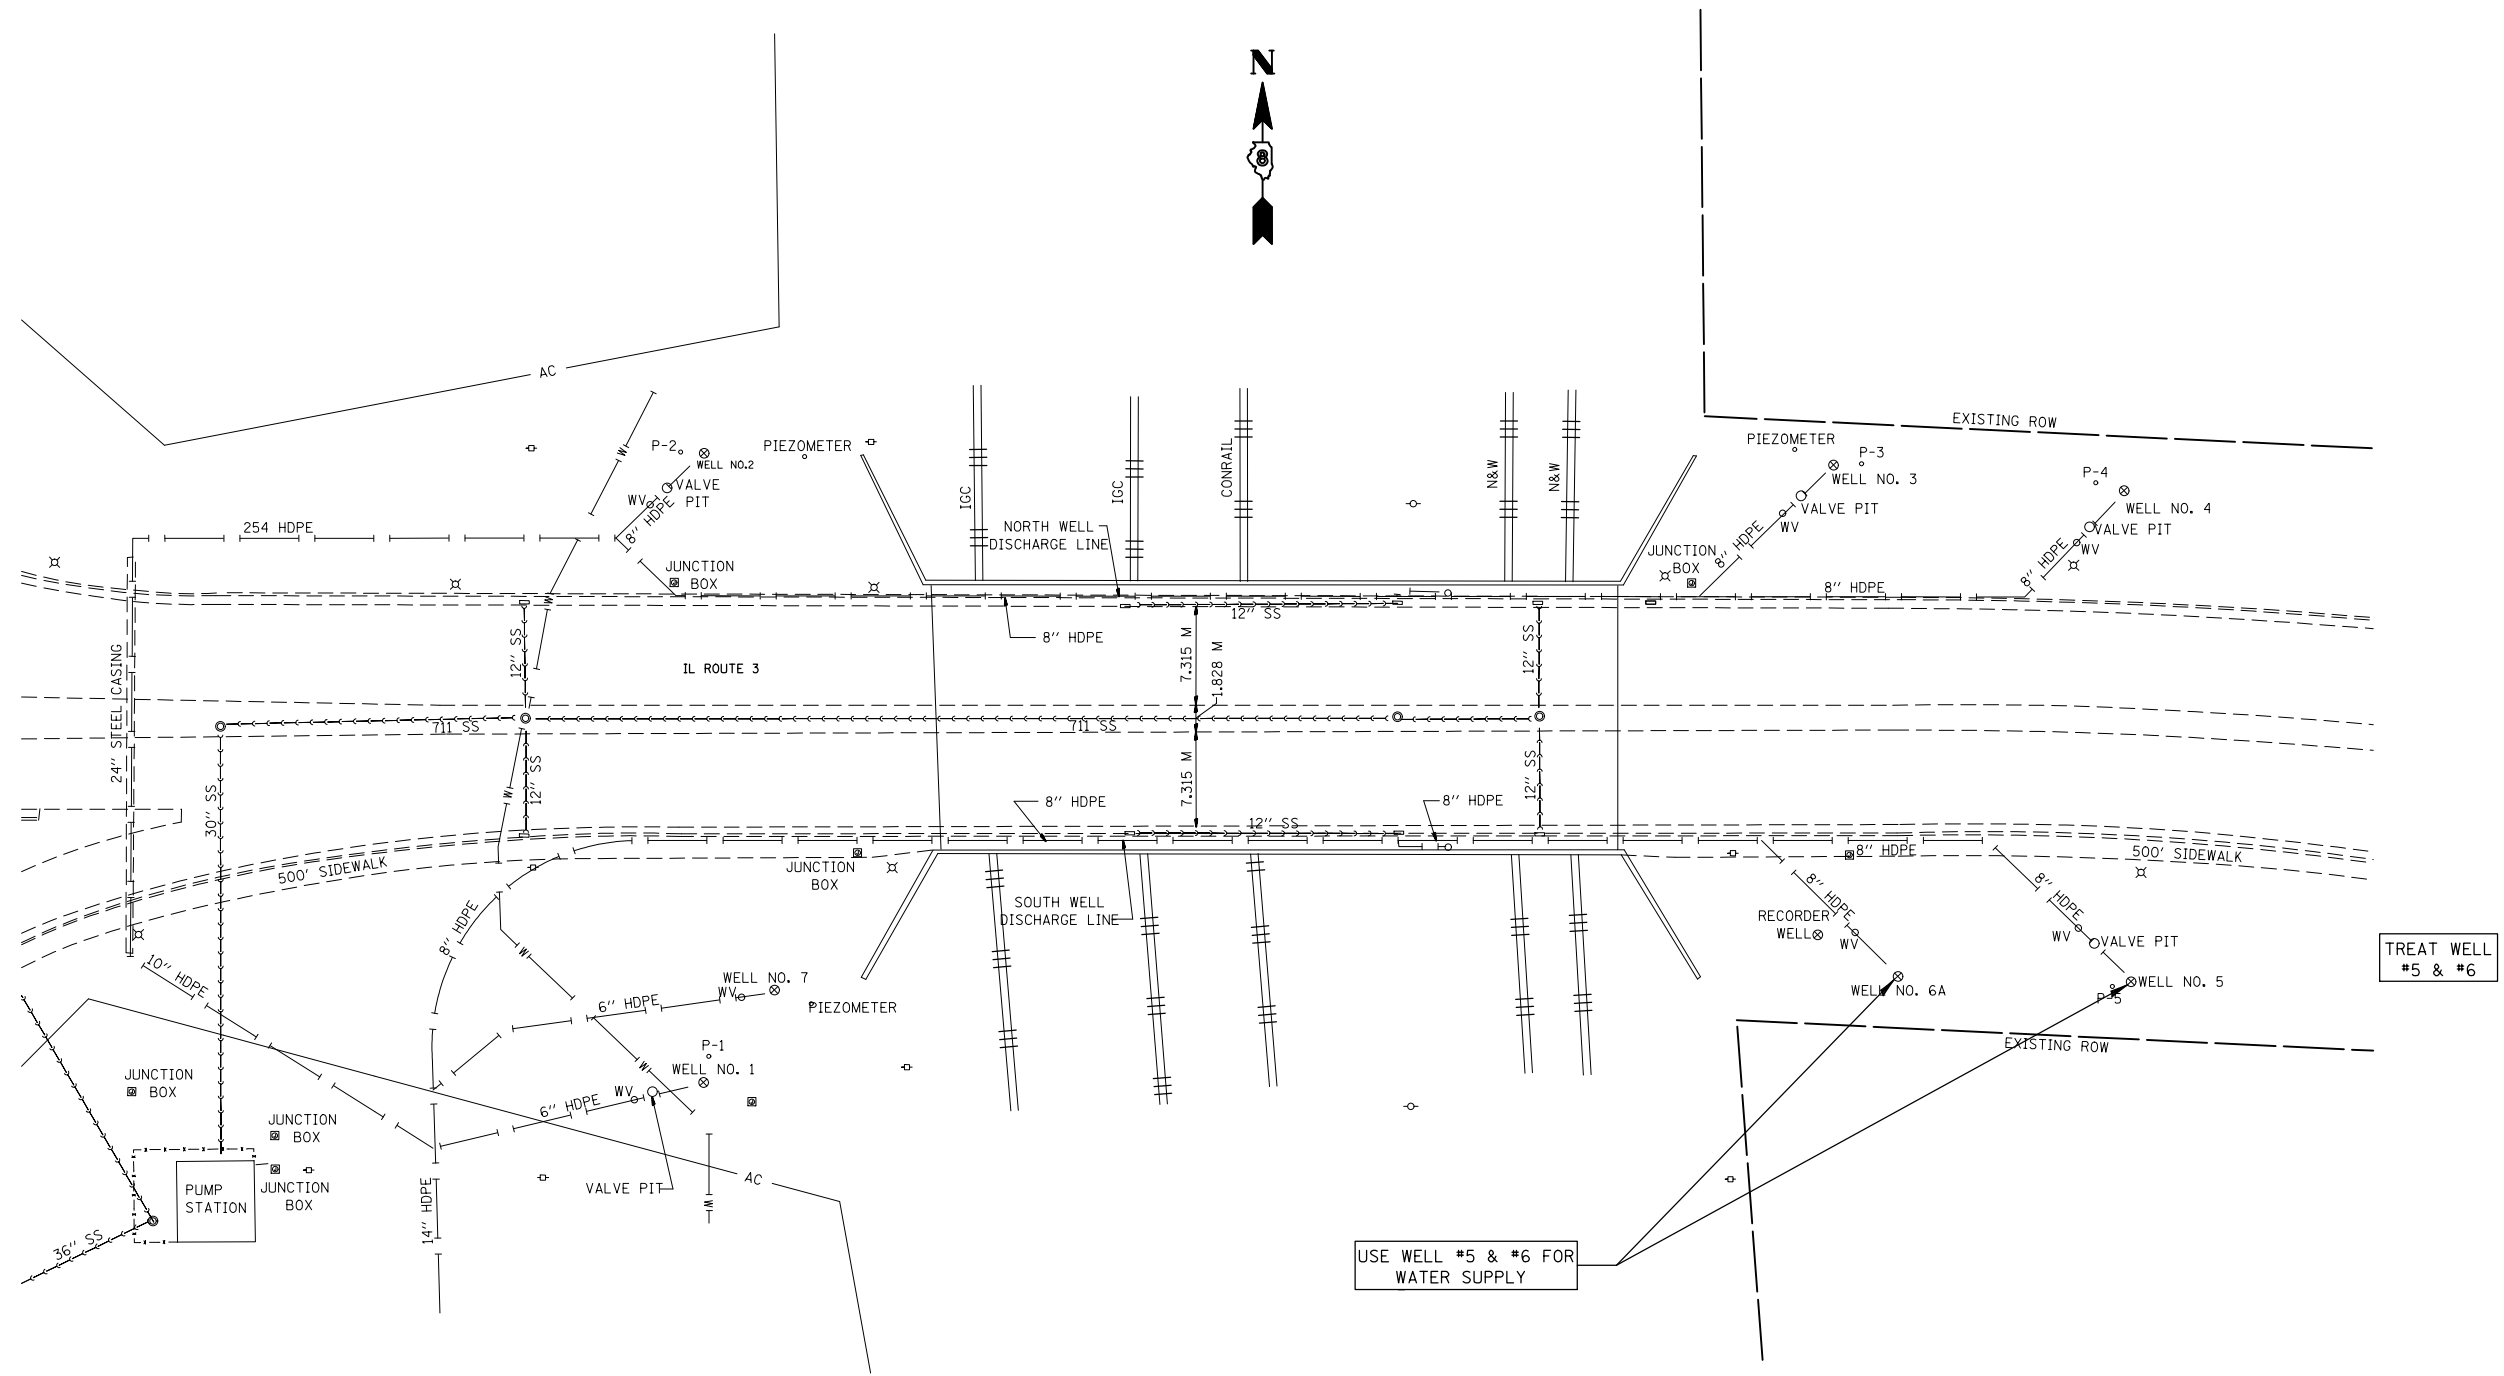 N
8
AC
EXISTING ROW
P-2
WELL NO.2
PIEZOMETER
VALVE
PIT
WV
8'' HDPE
W
254 HDPE
JUNCTION
BOX
IGC
IGC
CONRAIL
N&W
N&W
NORTH WELL
DISCHARGE LINE
PIEZOMETER
P-3
WELL NO. 3
VALVE PIT
WV
8'' HDPE
JUNCTION
BOX
P-4
WELL NO. 4
VALVE PIT
WV
8'' HDPE
8'' HDPE
W
12'' SS
8'' HDPE
12'' SS
7.315 M
1.828 M
12'' SS
24'' STEEL CASING
IL ROUTE 3
711 SS
711 SS
30'' SS
W
12'' SS
7.315 M
8'' HDPE
12'' SS
8'' HDPE
12'' SS
500' SIDEWALK
JUNCTION
BOX
8'' HDPE
500' SIDEWALK
SOUTH WELL
DISCHARGE LINE
8'' HDPE
W
8'' HDPE
RECORDER
WELL
WV
8'' HDPE
WV
VALVE PIT
TREAT WELL
#5 & #6
10'' HDPE
6'' HDPE
WELL NO. 7
WV
PIEZOMETER
WELL NO. 6A
WELL NO. 5
P-5
EXISTING ROW
P-1
WELL NO. 1
W
WV
6'' HDPE
JUNCTION
BOX
JUNCTION
BOX
PUMP
STATION
JUNCTION
BOX
14'' HDPE
VALVE PIT
W
AC
36'' SS
USE WELL #5 & #6 FOR
WATER SUPPLY